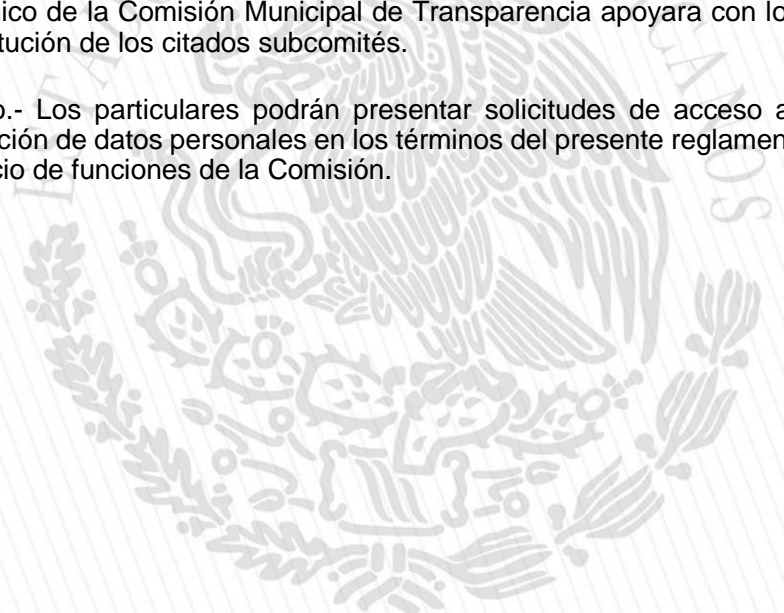 nico de la Comisión Municipal de Transparencia apoyara con lo
tución de los citados subcomités.
o.- Los particulares podrán presentar solicitudes de acceso a
ción de datos personales en los términos del presente reglamen
cio de funciones de la Comisión.